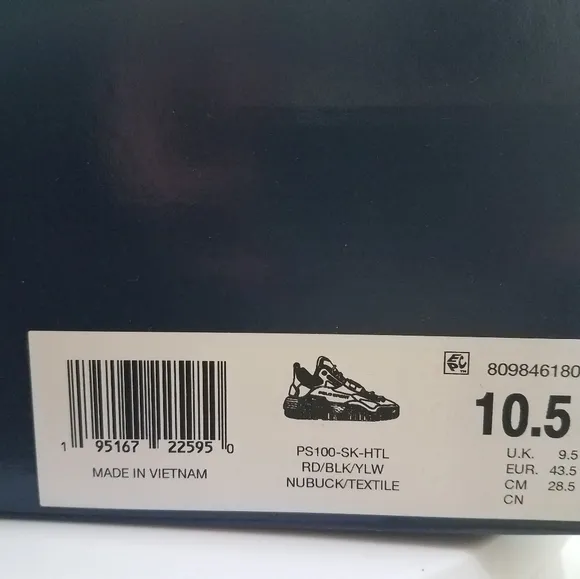 1 95167 22595 0
MADE IN VIETNAM
PS100-SK-HTL
RD/BLK/YLW
NUBUCK/TEXTILE
809846180
10.5
U.K. 9.5
EUR. 43.5
CM 28.5
CN